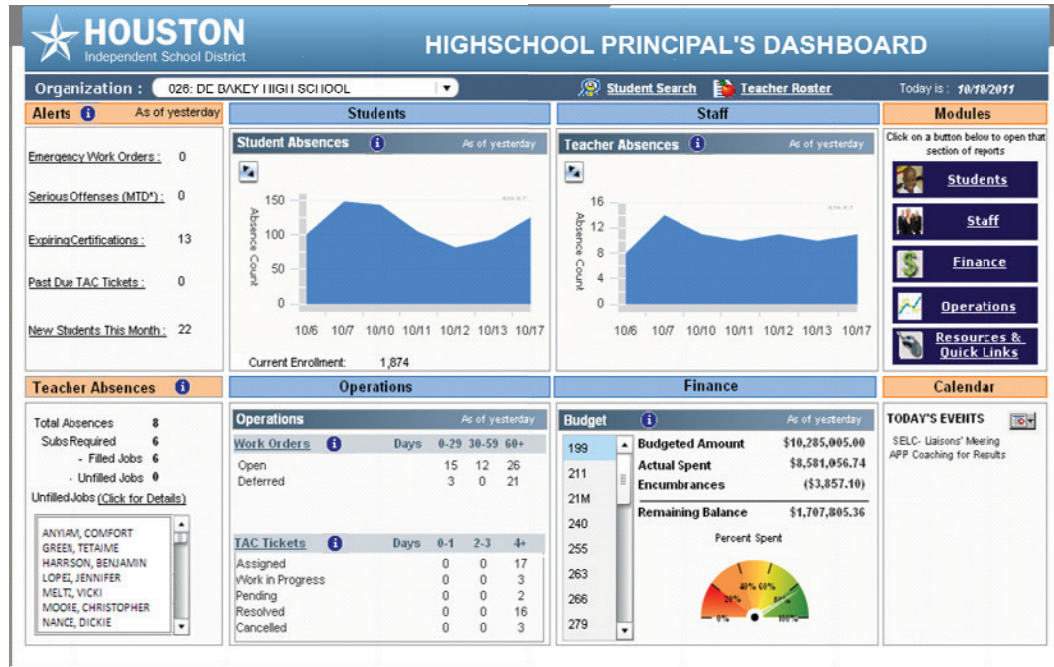 HOUSTON
Independent School District
HIGHSCHOOL PRINCIPAL'S DASHBOARD
Organization : 026: DE BAKEY HIGH SCHOOL
Student Search
Teacher Roster
Today is : 10/18/2011
Alerts
As of yesterday
Emergency Work Orders : 0
Serious Offenses (MTD*) : 0
ExpiringCertifications : 13
Past Due TAC Tickets : 0
New Students This Month : 22
Students
Student Absences
As of yesterday
Absence Count
150
100
50
0
10/6 10/7 10/10 10/11 10/12 10/13 10/17
Current Enrollment: 1,874
Staff
Teacher Absences
As of yesterday
Absence Count
16
12
8
4
0
10/6 10/7 10/10 10/11 10/12 10/13 10/17
Modules
Click on a button below to open that
section of reports
Students
Staff
Finance
Operations
Resources &
Quick Links
Teacher Absences
Total Absences 8
Subs Required 6
- Filled Jobs 6
- Unfilled Jobs 0
Unfilled Jobs (Click for Details)
ANYIAM, COMFORT
GREEN, TETAIME
HARRSON, BENJAMIN
LOPEZ, JENNIFER
MELTZ, VICKI
MOORE, CHRISTOPHER
NANCE, DICKIE
Operations
Operations
As of yesterday
Work Orders Days 0-29 30-59 60+
Open 15 12 26
Deferred 3 0 21
TAC Tickets Days 0-1 2-3 4+
Assigned 0 0 17
Work in Progress 0 0 3
Pending 0 0 2
Resolved 0 0 16
Cancelled 0 0 3
Finance
Budget
As of yesterday
199
211
21M
240
255
263
266
279
Budgeted Amount $10,285,005.00
Actual Spent $8,581,056.74
Encumbrances ($3,857.10)
Remaining Balance $1,707,805.36
Percent Spent
0% 20% 40% 60% 80% 100%
Calendar
TODAY'S EVENTS
SELC- Liaisons' Meeting
APP Coaching for Results